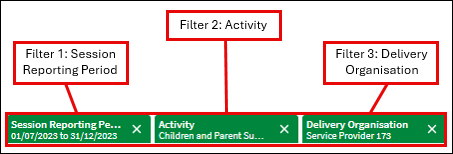 Filter 2: Activity
Filter 1: Session
Reporting Period
Filter 3: Delivery
Organisation
Session Reporting Pe...
01/07/2023 to 31/12/2023
Activity
Children and Parent Su...
Delivery Organisation
Service Provider 173